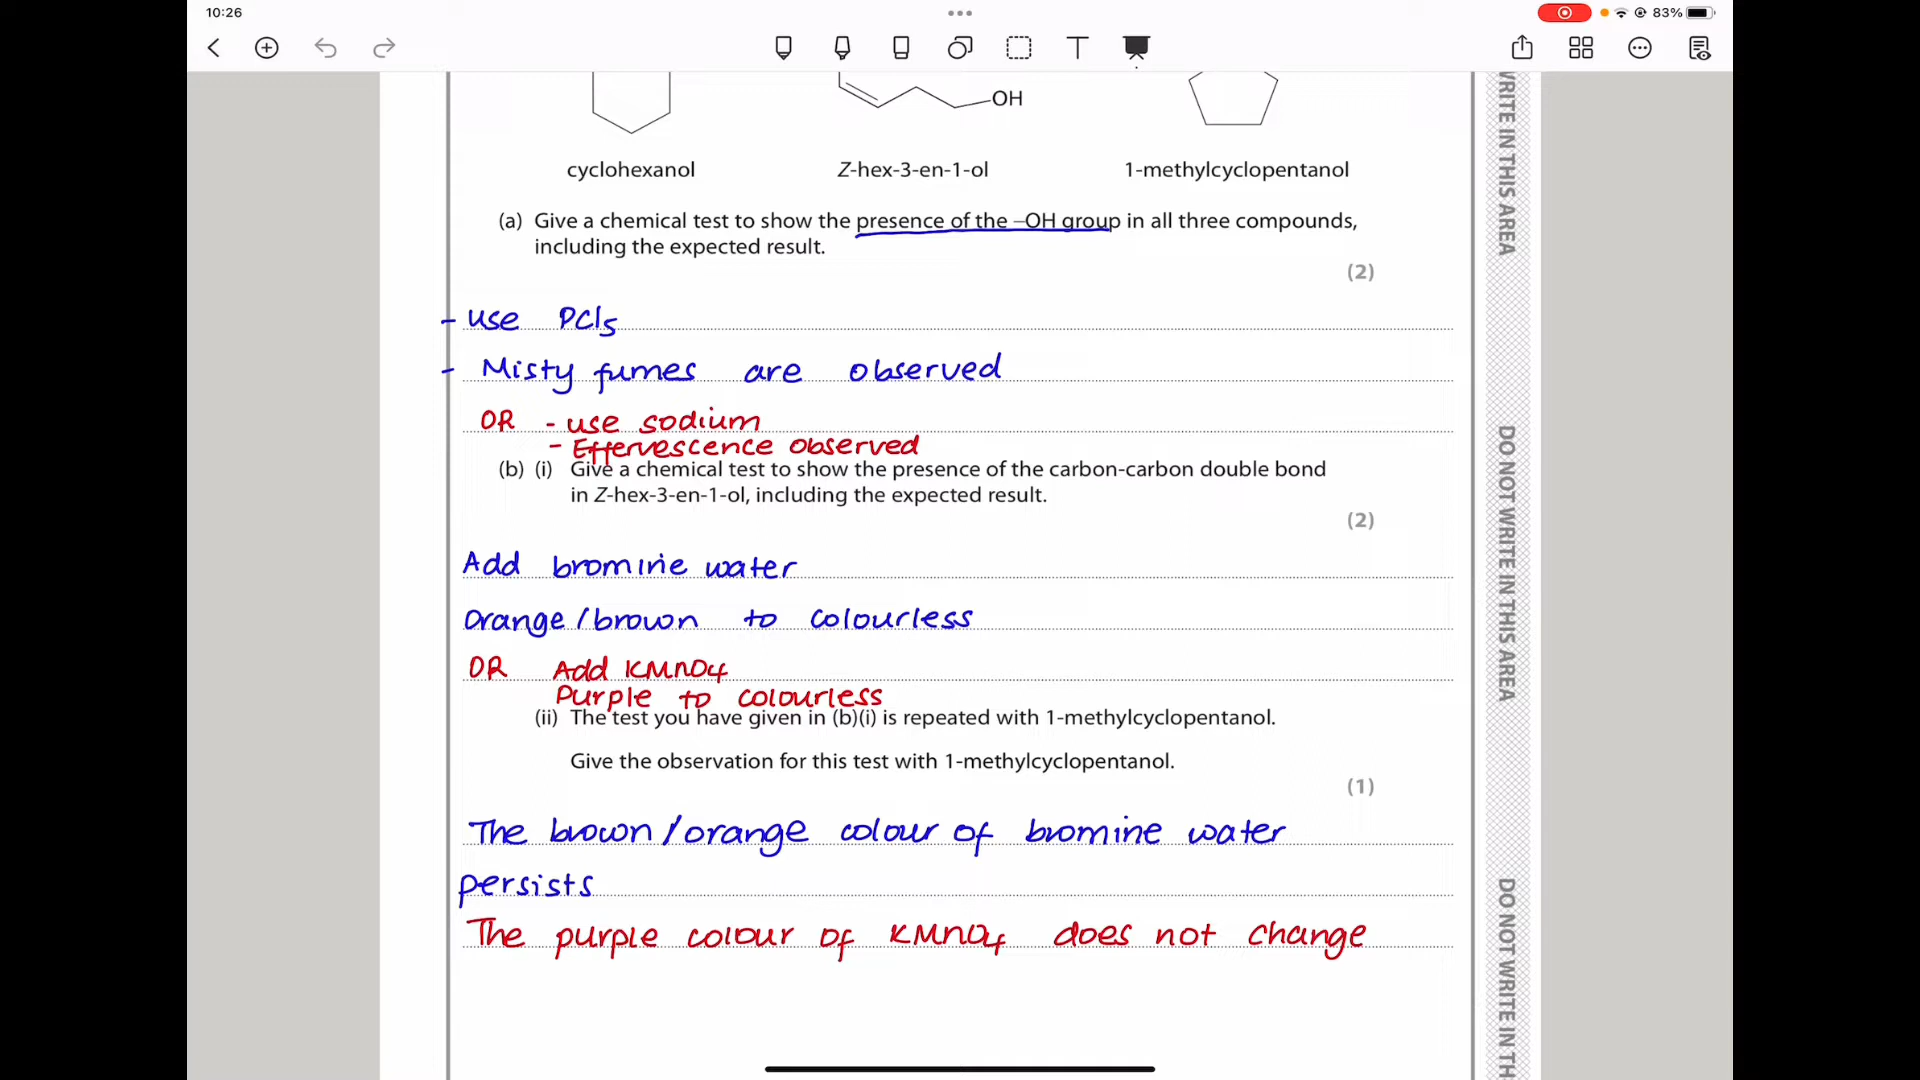 10:26
83%
OH
cyclohexanol
Z-hex-3-en-1-ol
1-methylcyclopentanol
(a) Give a chemical test to show the presence of the –OH group in all three compounds,
including the expected result.
(2)
- use PCl5
- Misty fumes are observed
OR - use sodium
- Effervescence observed
(b) (i) Give a chemical test to show the presence of the carbon-carbon double bond
in Z-hex-3-en-1-ol, including the expected result.
(2)
Add bromine water
Orange/brown to colourless
OR Add KMnO4
Purple to colourless
(ii) The test you have given in (b)(i) is repeated with 1-methylcyclopentanol.
Give the observation for this test with 1-methylcyclopentanol.
(1)
The brown/orange colour of bromine water
persists
The purple colour of KMnO4 does not change
WRITE IN THIS AREA
DO NOT WRITE IN THIS AREA
DO NOT WRITE IN TH